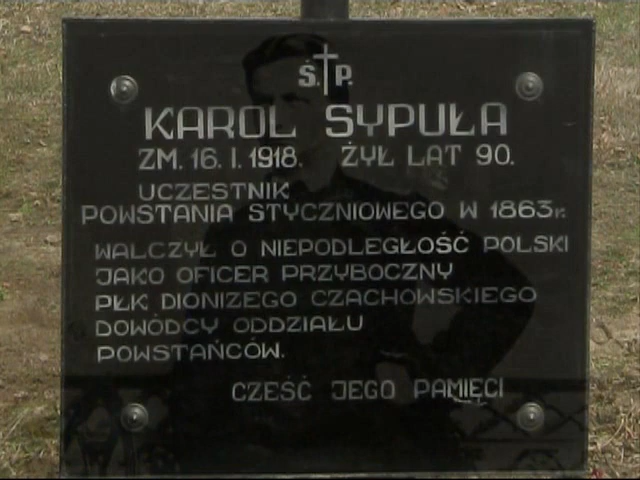 Ś. P.
KAROL SYPUŁA
ZM. 16. I. 1918. ŻYŁ LAT 90.
UCZESTNIK
POWSTANIA STYCZNIOWEGO W 1863r.
WALCZYŁ O NIEPODLEGŁOŚĆ POLSKI
JAKO OFICER PRZYBOCZNY
PŁK. DIONIZEGO CZACHOWSKIEGO
DOWÓDCY ODDZIAŁU
POWSTAŃCÓW.
CZEŚĆ JEGO PAMIĘCI